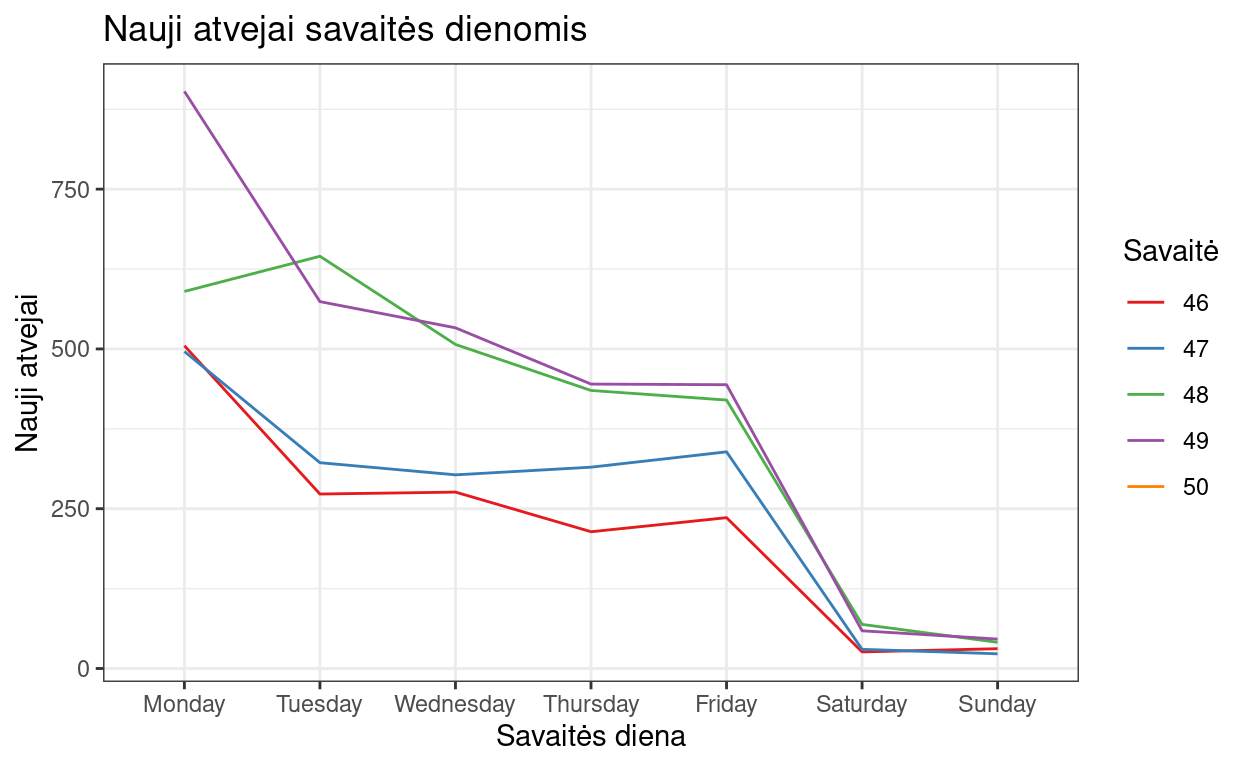 Nauji atvejai savaitės dienomis
Nauji atvejai
750
500
250
0
Monday Tuesday Wednesday Thursday Friday Saturday Sunday
Savaitės diena
Savaitė
46
47
48
49
50